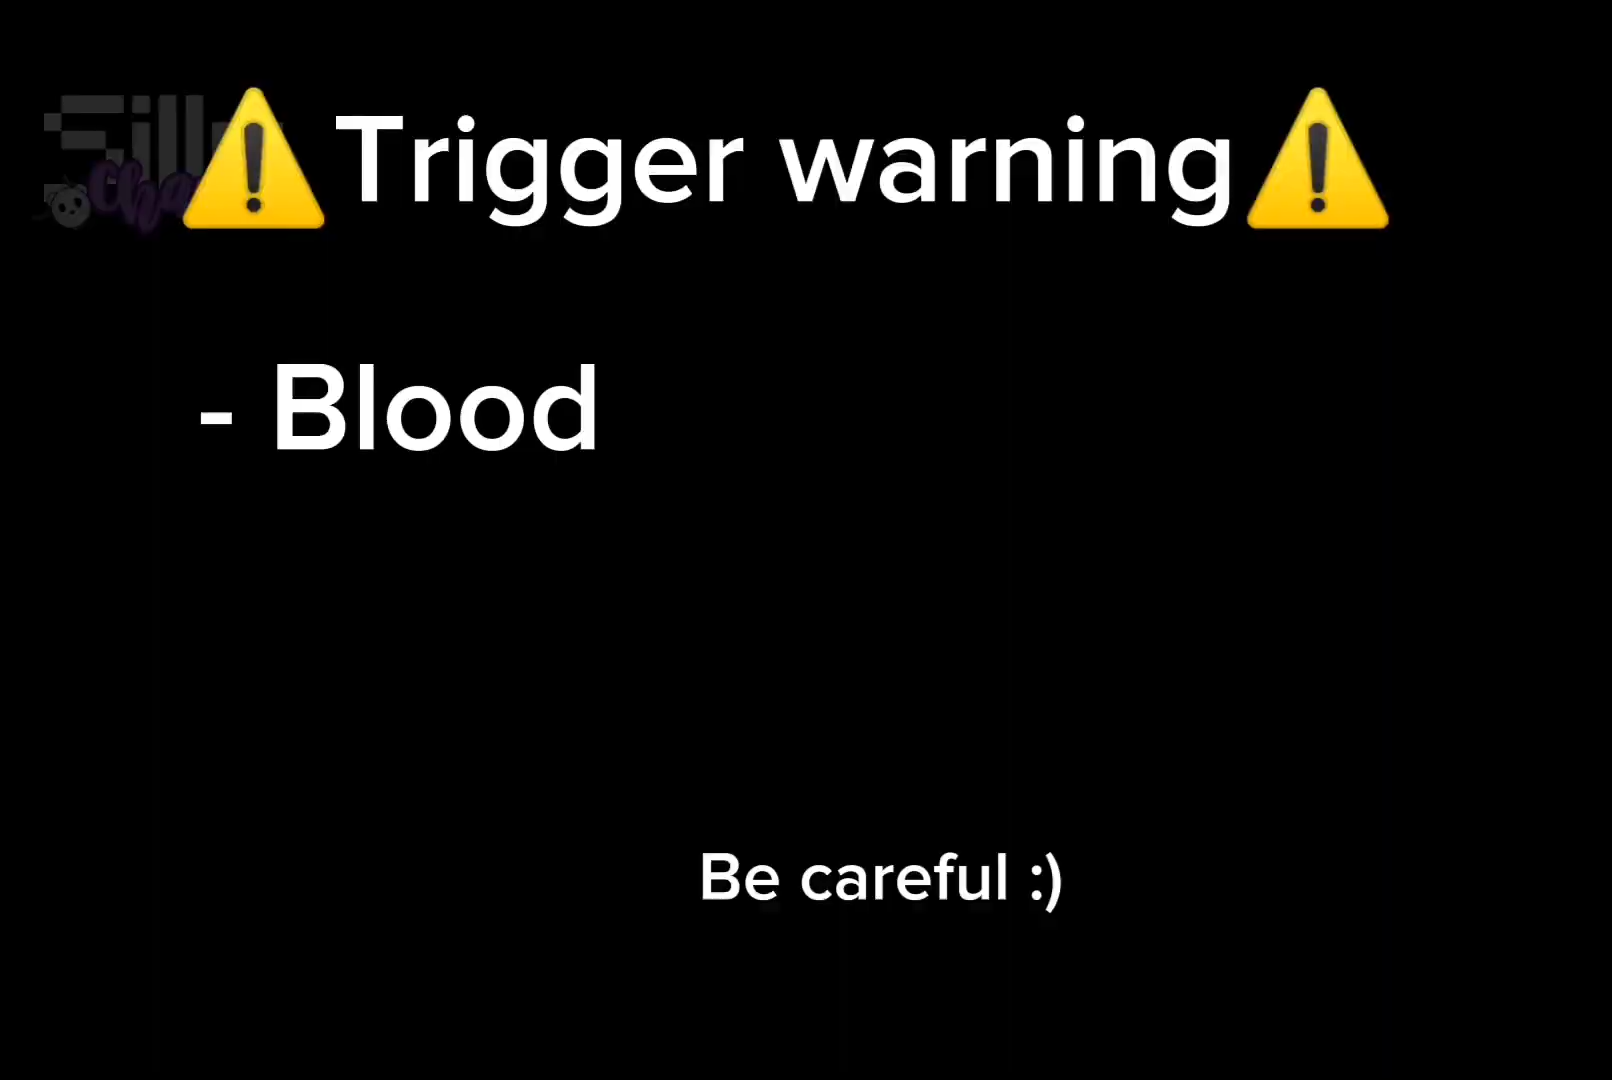 ⚠️Trigger warning⚠️
- Blood
Be careful :)